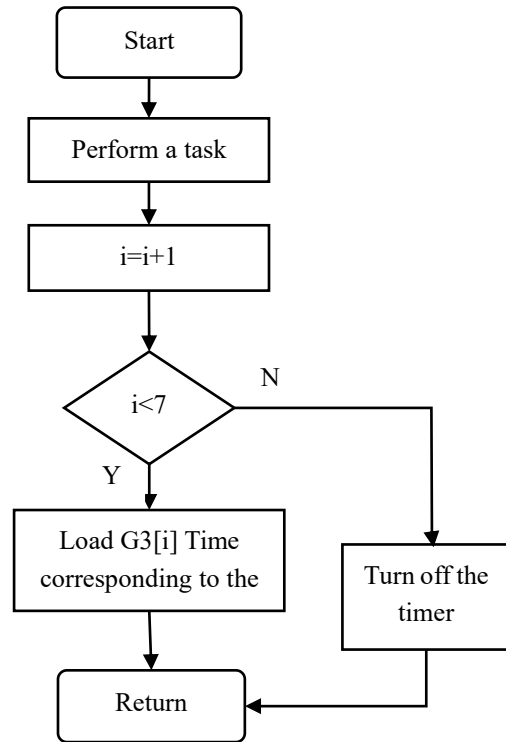 Start
Perform a task
i=i+1
i<7
N
Y
Load G3[i] Time
corresponding to the
Turn off the
timer
Return